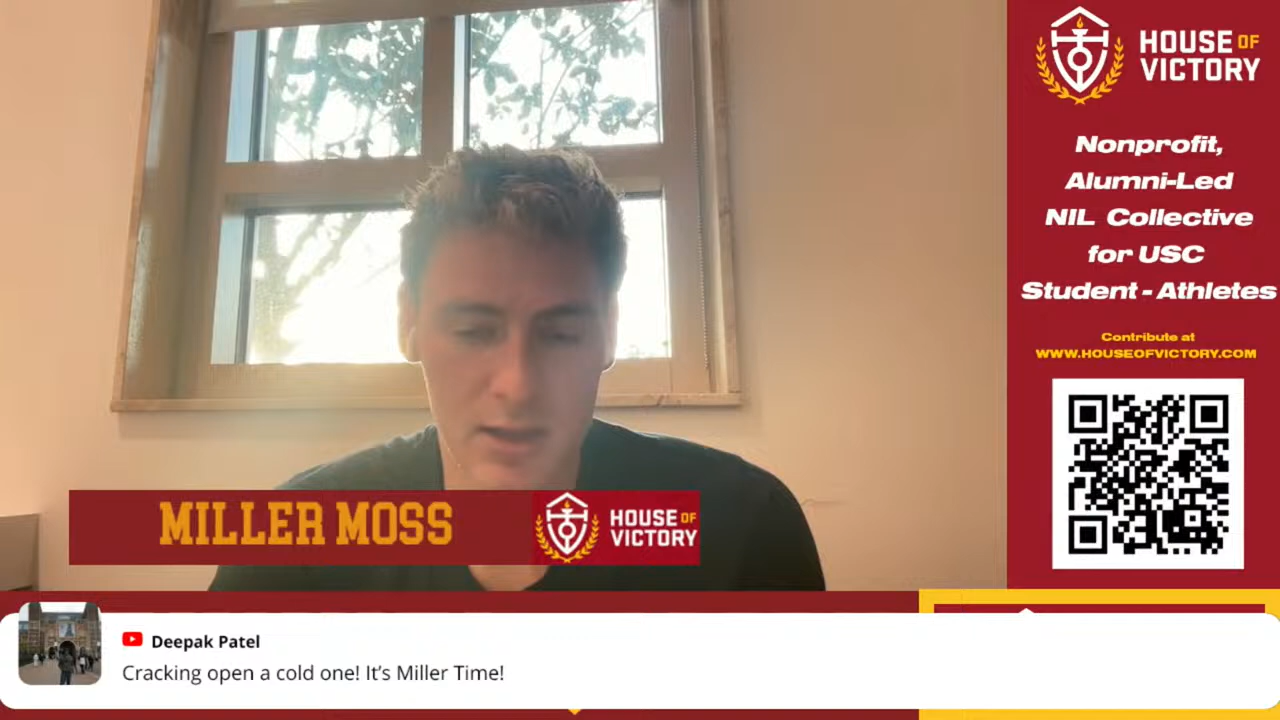 HOUSE OF
VICTORY
Nonprofit,
Alumni-Led
NIL Collective
for USC
Student-Athletes
Contribute at
WWW.HOUSEOFVICTORY.COM
MILLER MOSS
HOUSE OF
VICTORY
Deepak Patel
Cracking open a cold one! It's Miller Time!